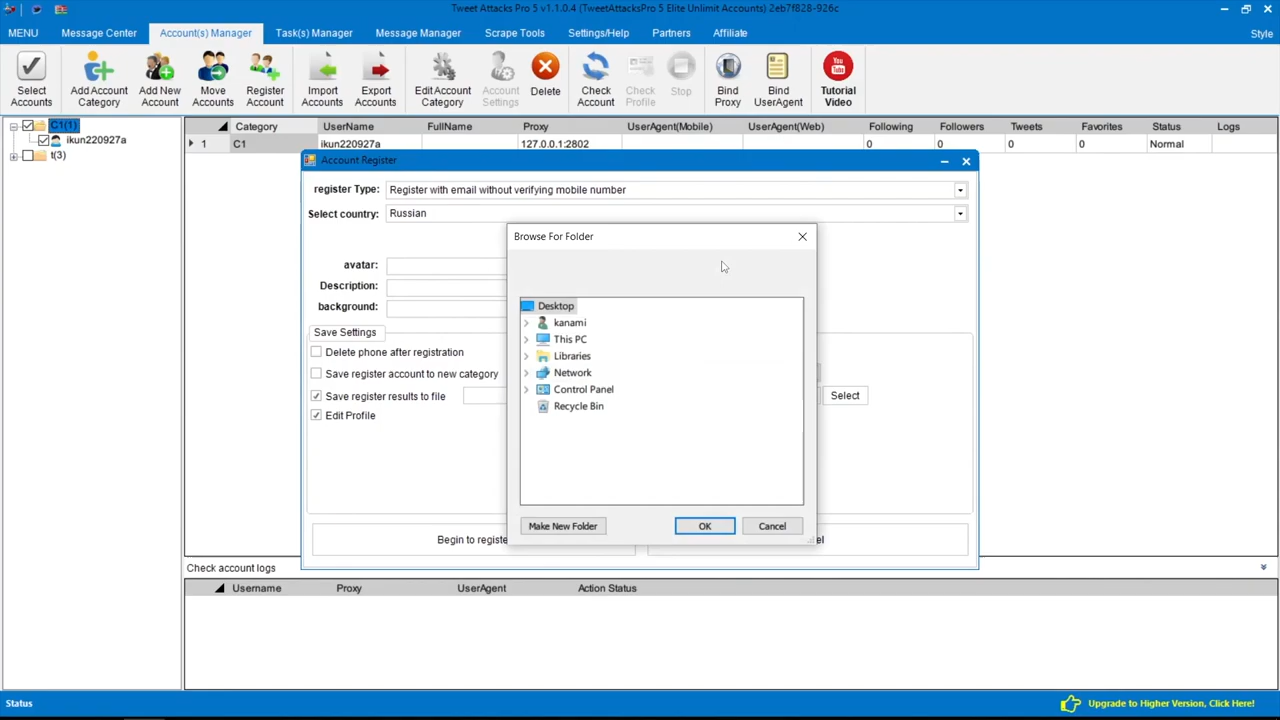 Tweet Attacks Pro 5 v1.1.0.4 (TweetAttacksPro 5 Elite Unlimit Accounts) 2eb7f828-926c
MENU Message Center Account(s) Manager Task(s) Manager Message Manager Scrape Tools Settings/Help Partners Affiliate Style
Select Accounts
Add Account Category
Add New Account
Move Accounts
Register Account
Import Accounts
Export Accounts
Edit Account Category
Account Settings
Delete
Check Account
Check Profile
Stop
Bind Proxy
Bind UserAgent
You Tube
Tutorial Video
C1(1)
ikun220927a
t(3)
Category UserName FullName Proxy UserAgent(Mobile) UserAgent(Web) Following Followers Tweets Favorites Status Logs
1 C1 ikun220927a 127.0.0.1:2802 0 0 0 0 Normal
Account Register
register Type: Register with email without verifying mobile number
Select country: Russian
avatar:
Description:
background:
Save Settings
Delete phone after registration
Save register account to new category
Save register results to file Select
Edit Profile
Browse For Folder
Desktop
kanami
This PC
Libraries
Network
Control Panel
Recycle Bin
Make New Folder OK Cancel
Check account logs
Username Proxy UserAgent Action Status
Status Upgrade to Higher Version, Click Here!